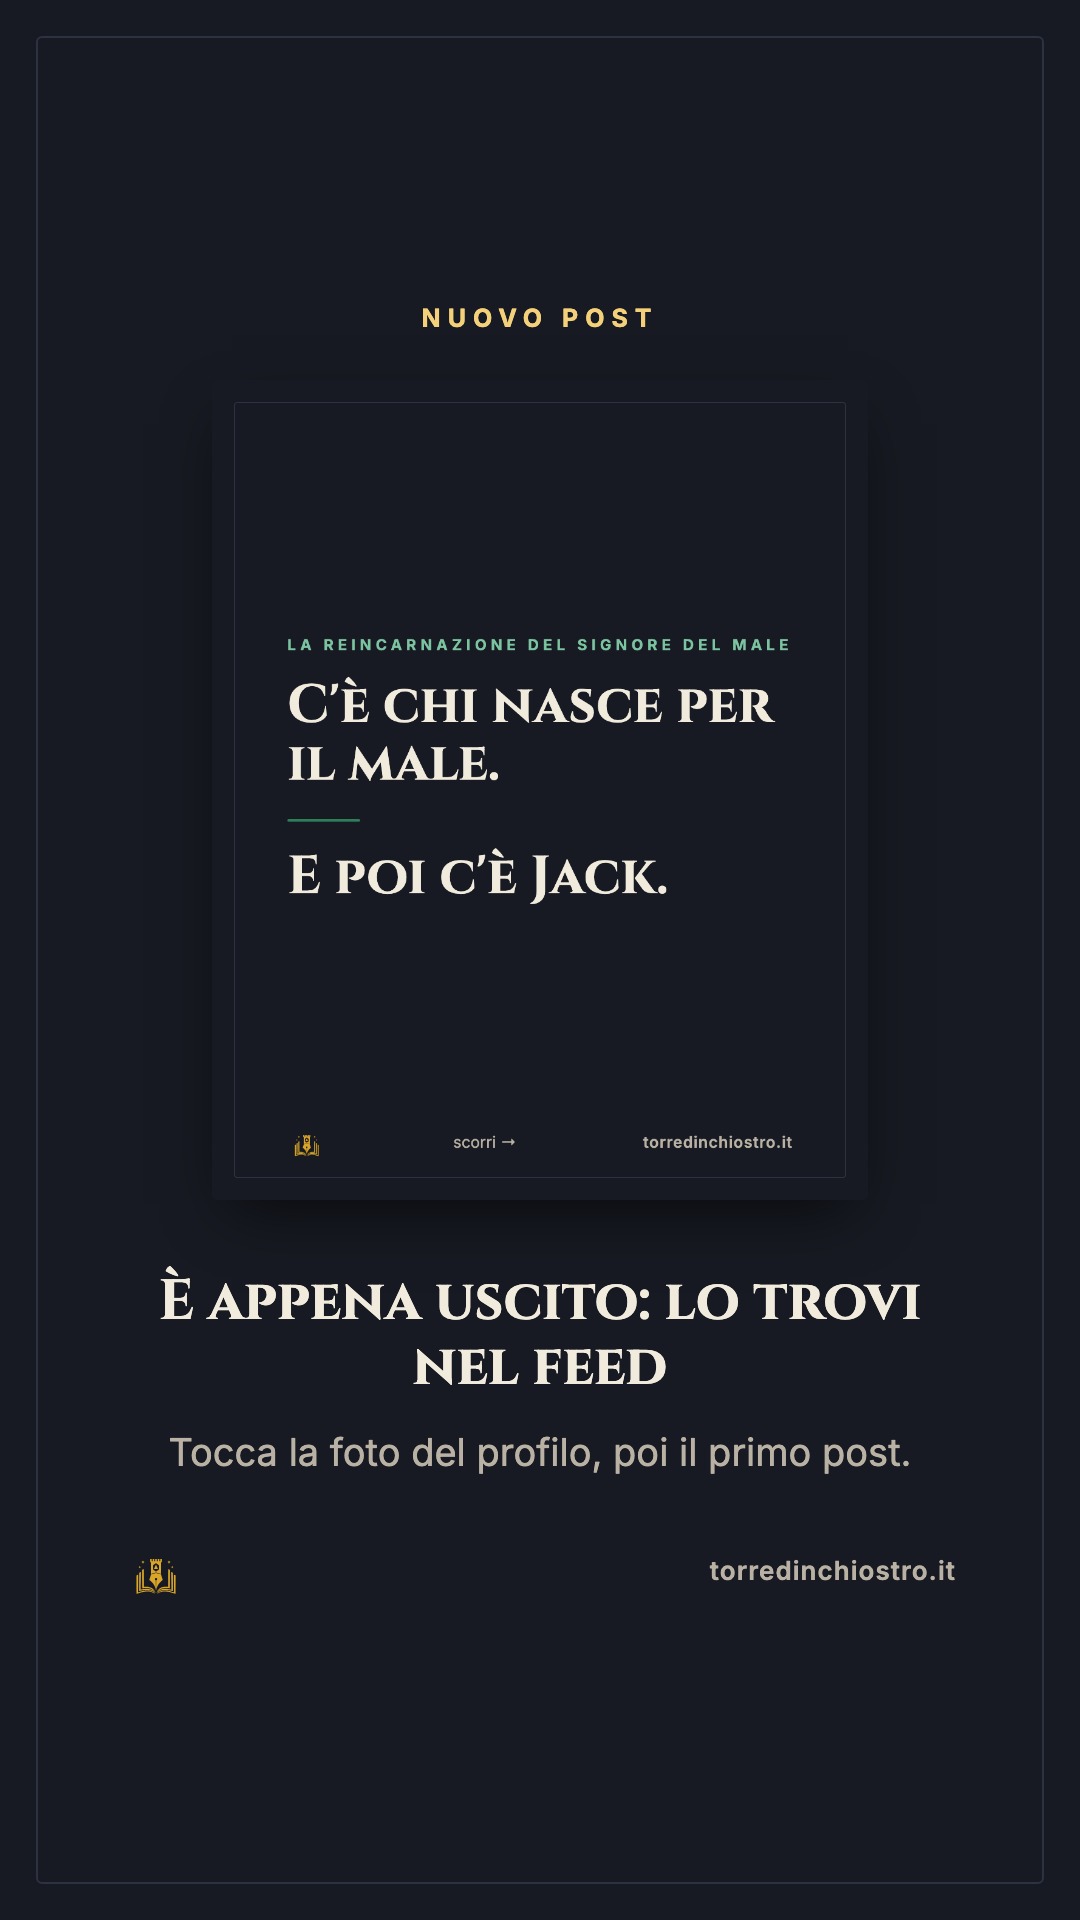 NUOVO POST
LA REINCARNAZIONE DEL SIGNORE DEL MALE
C'È CHI NASCE PER
IL MALE.
E POI C'È JACK.
scorri →
torredinchiostro.it
È APPENA USCITO: LO TROVI
NEL FEED
Tocca la foto del profilo, poi il primo post.
torredinchiostro.it